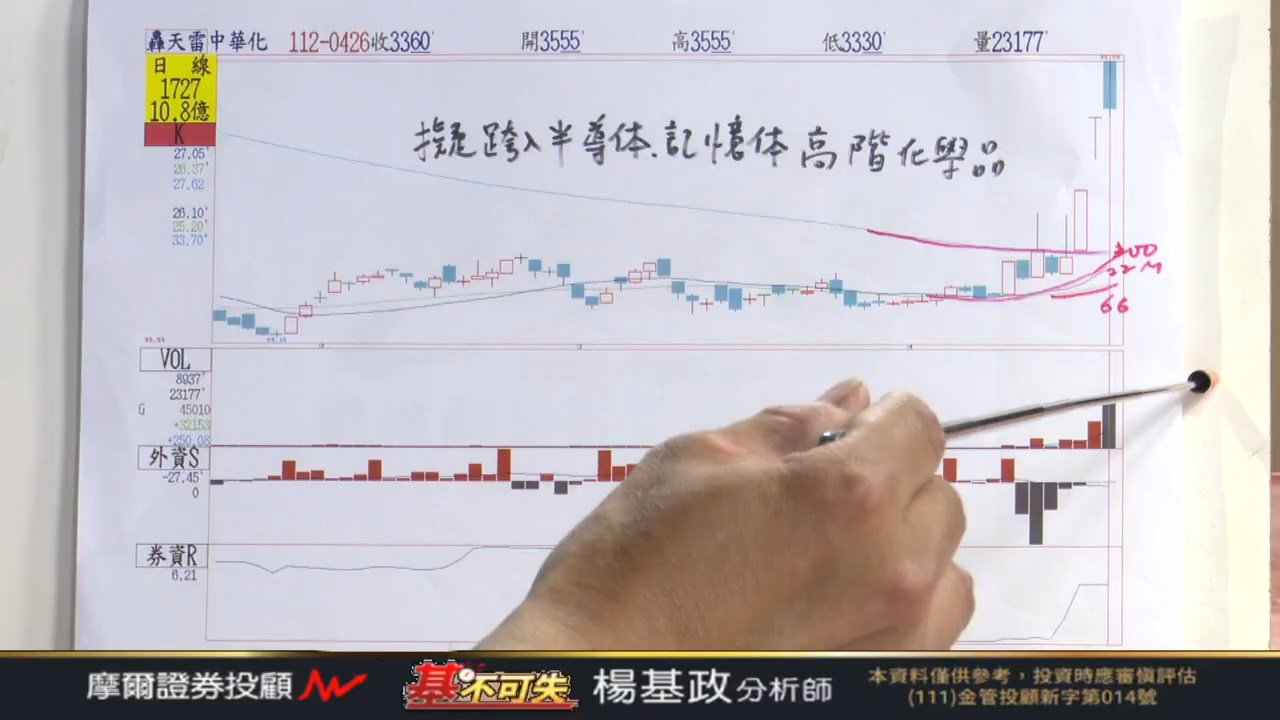 轟天雷中華化 112-0426收3360' 開3555' 高3555' 低3330' 量23177'
日 線
1727
10.8億
K
27.05'
26.37'
27.62
26.10'
25.20'
33.70'
擬跨入半導体、記憶体高階化學品
200
22M
66
VOL
8937'
23177'
G 45010
+32153
+250.08
外資S
-27.45'
0
券資R
6.21
摩爾證券投顧 基不可失 楊基政分析師
本資料僅供參考，投資時應審慎評估
(111)金管投顧新字第014號